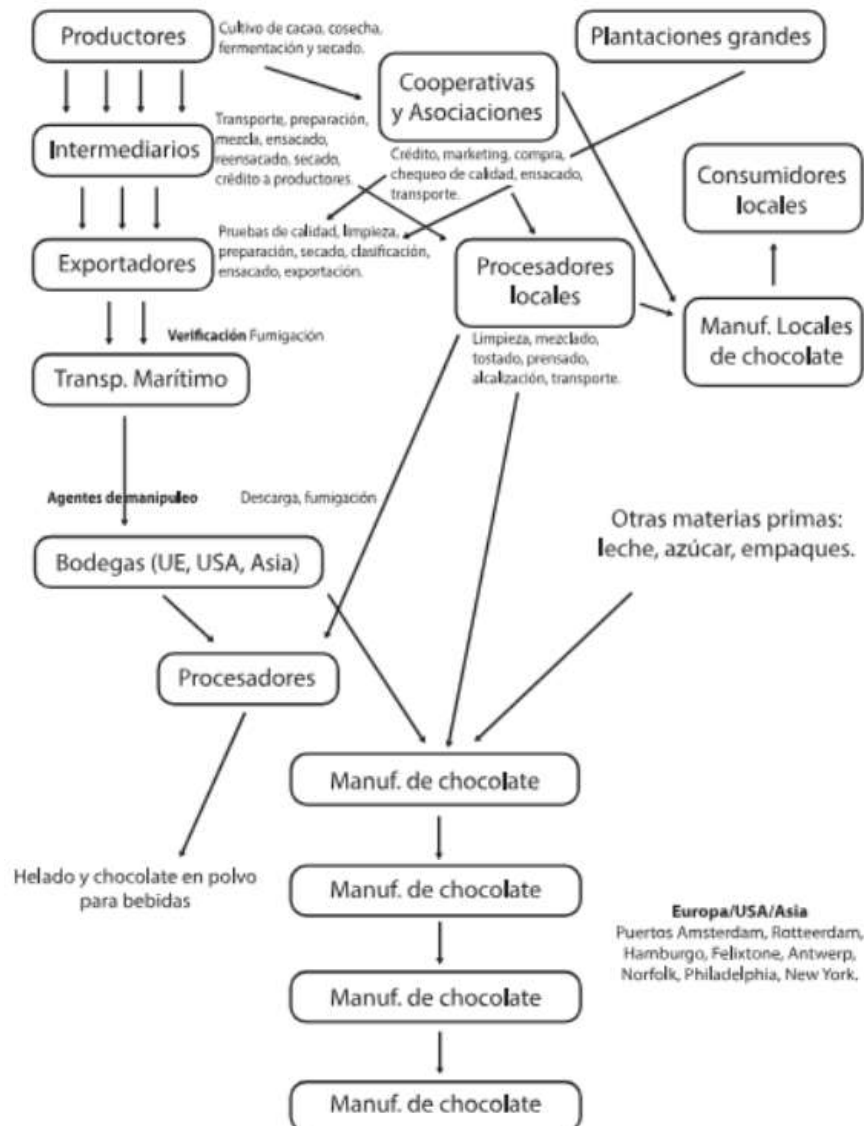 Productores
Cultivo de cacao, cosecha,
fermentación y secado.
Plantaciones grandes
Cooperativas
y Asociaciones
Transporte, preparación,
mezcla, ensacado,
reensacado, secado,
crédito a productores.
Intermediarios
Crédito, marketing, compra,
chequeo de calidad, ensacado,
transporte.
Consumidores
locales
Pruebas de calidad, limpieza,
preparación, secado, clasificación,
ensacado, exportación.
Exportadores
Procesadores
locales
Manuf. Locales
de chocolate
Verificación Fumigación
Limpieza, mezclado,
tostado, prensado,
alcalización, transporte.
Transp. Marítimo
Agentes de manipuleo
Descarga, fumigación
Otras materias primas:
leche, azúcar, empaques.
Bodegas (UE, USA, Asia)
Procesadores
Manuf. de chocolate
Helado y chocolate en polvo
para bebidas
Manuf. de chocolate
Europa/USA/Asia
Puertos Amsterdam, Rotteerdam,
Hamburgo, Felixtone, Antwerp,
Norfolk, Philadelphia, New York.
Manuf. de chocolate
Manuf. de chocolate